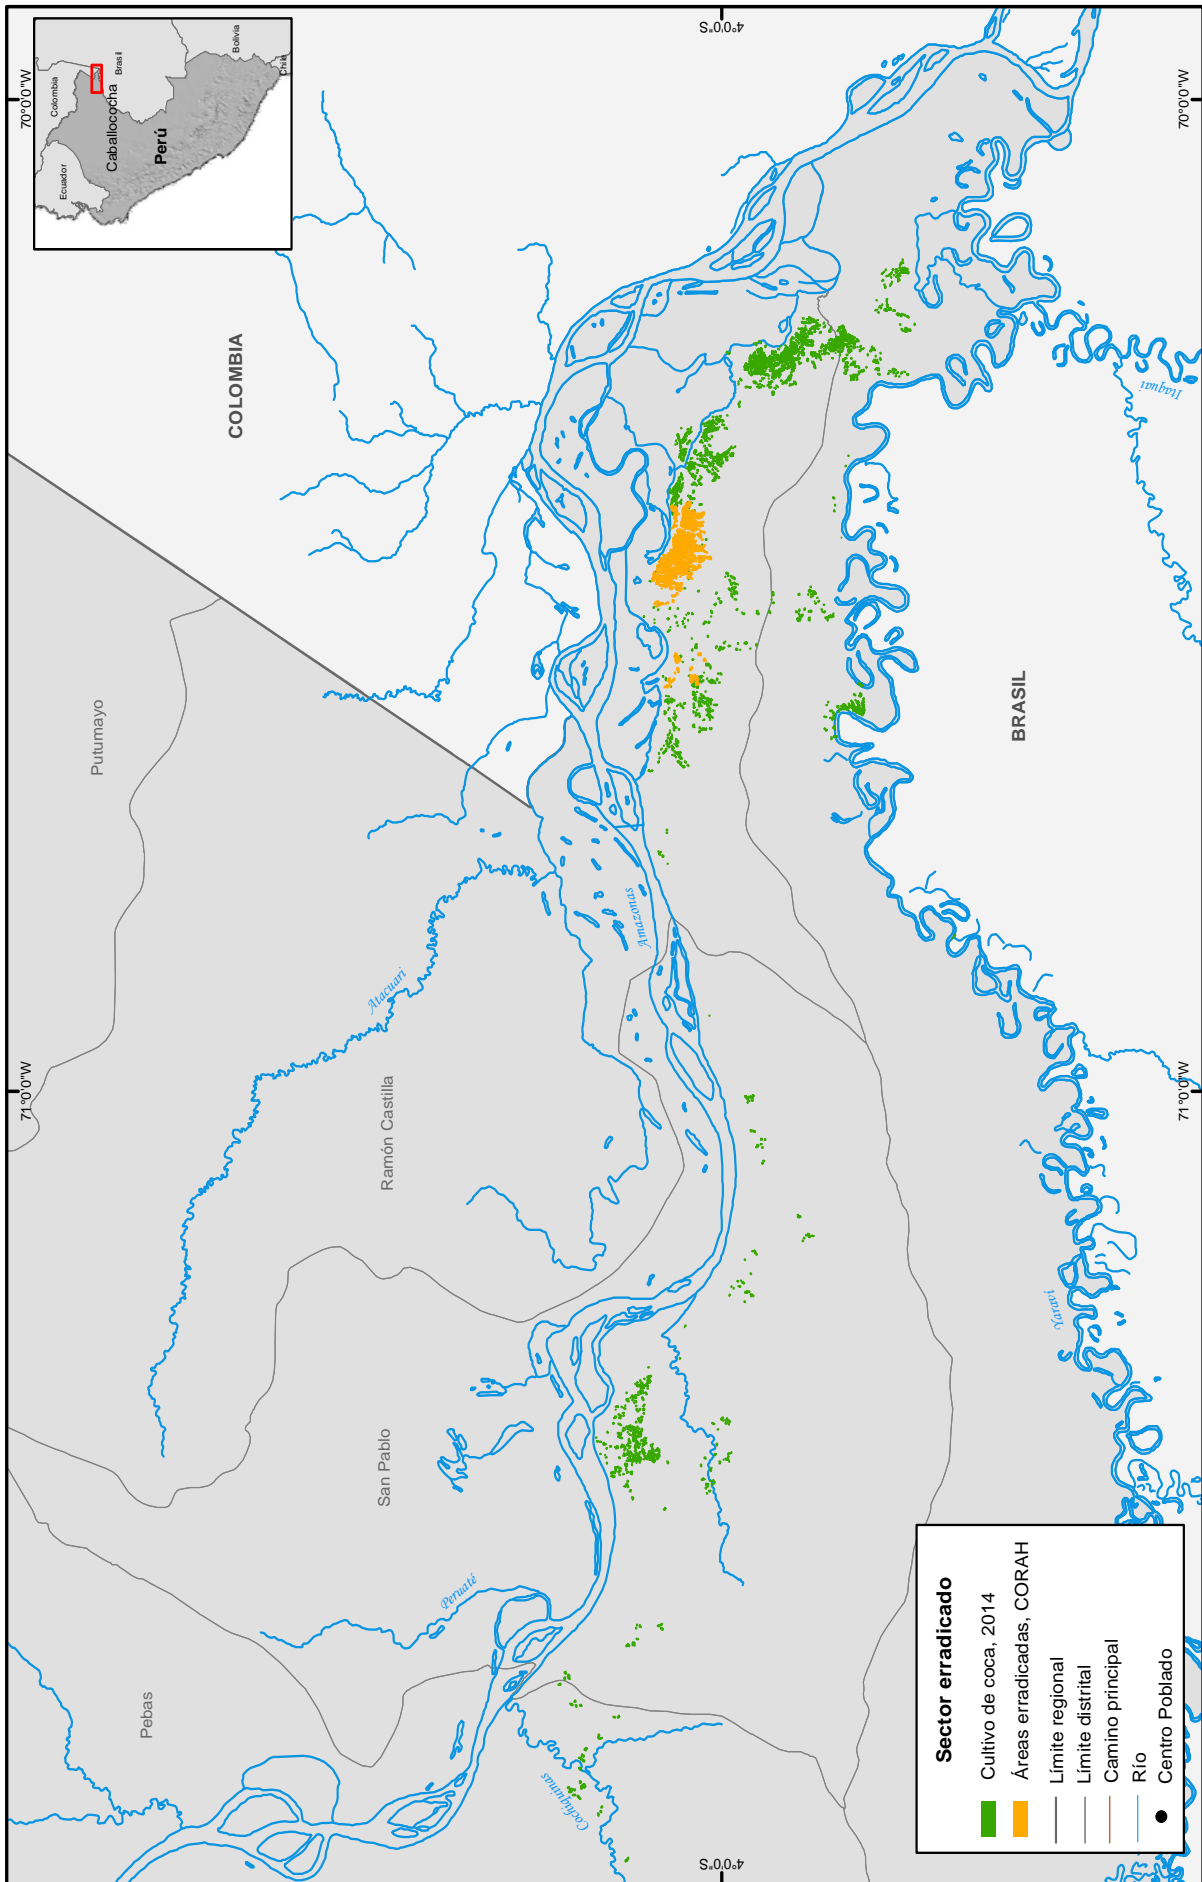 Ecuador
Colombia
Caballococha
Perú
Brasil
Bolivia
Chile
71°0'0"W
70°0'0"W
4°0'0"S
4°0'0"S
71°0'0"W
70°0'0"W
COLOMBIA
BRASIL
Putumayo
Pebas
San Pablo
Ramón Castilla
Atacuari
Peruaté
Amazonas
Cochiquinas
Yaraví
Itaquai
Sector erradicado
Cultivo de coca, 2014
Áreas erradicadas, CORAH
Límite regional
Límite distrital
Camino principal
Río
Centro Poblado